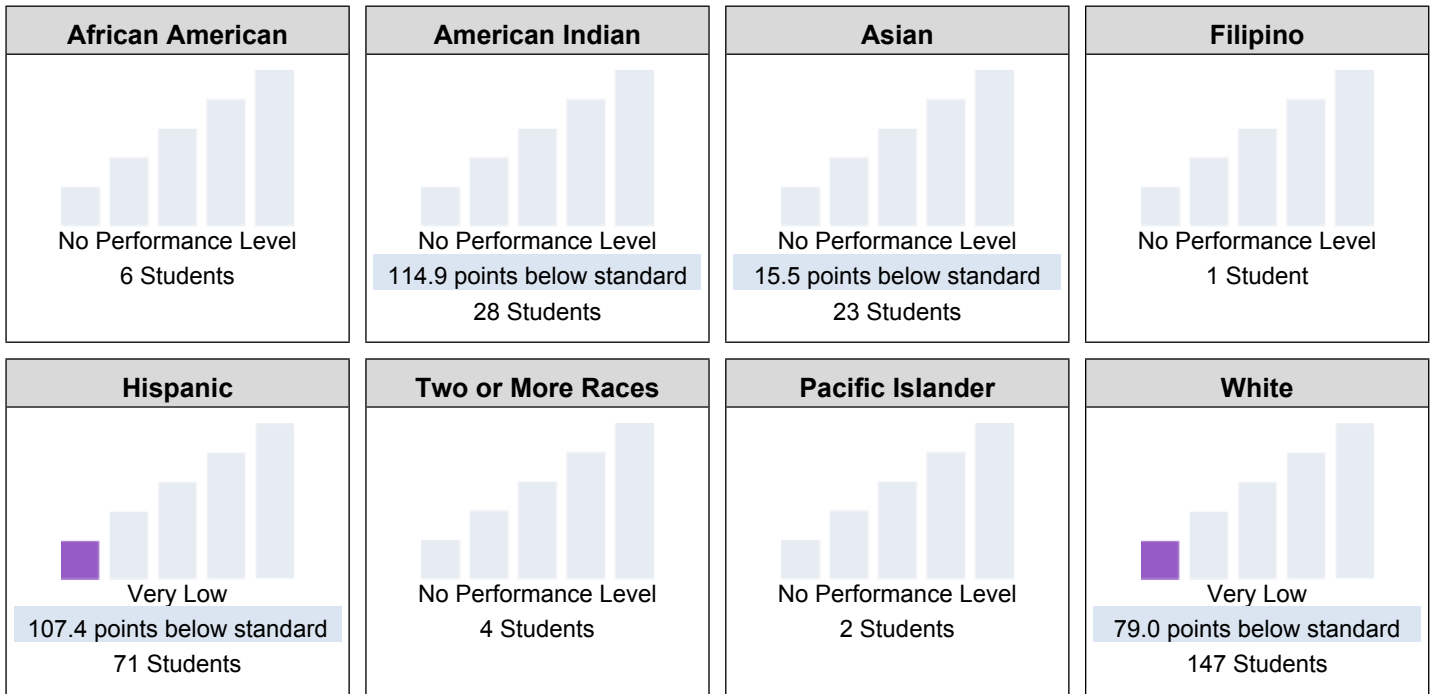 African American
No Performance Level
6 Students
American Indian
No Performance Level
114.9 points below standard
28 Students
Asian
No Performance Level
15.5 points below standard
23 Students
Filipino
No Performance Level
1 Student
Hispanic
Very Low
107.4 points below standard
71 Students
Two or More Races
No Performance Level
4 Students
Pacific Islander
No Performance Level
2 Students
White
Very Low
79.0 points below standard
147 Students